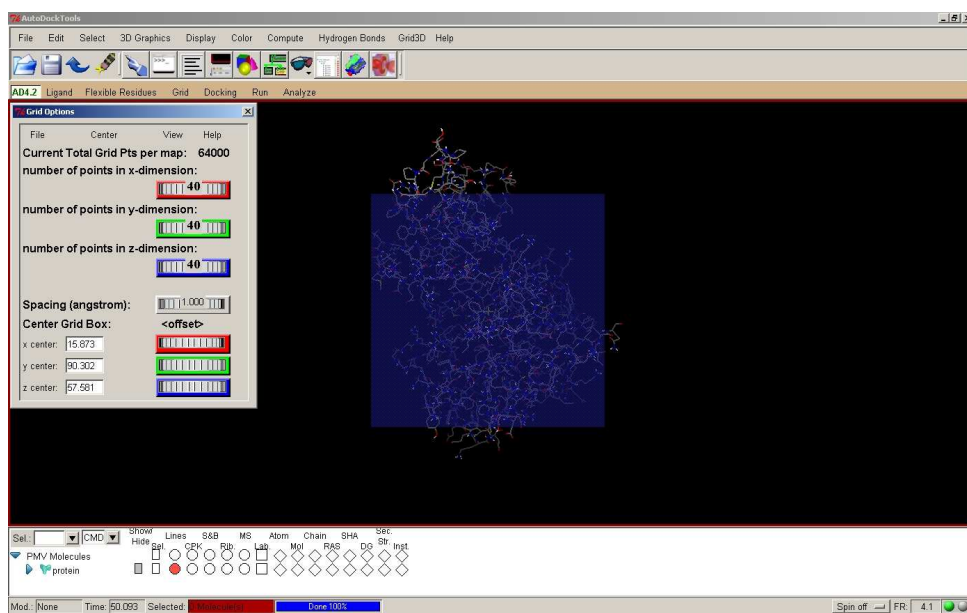 AutoDockTools
File Edit Select 3D Graphics Display Color Compute Hydrogen Bonds Grid3D Help
AD4.2 Ligand Flexible Residues Grid Docking Run Analyze
Grid Options
File Center View Help
Current Total Grid Pts per map: 64000
number of points in x-dimension:
40
number of points in y-dimension:
40
number of points in z-dimension:
40
Spacing (angstrom): 1.000
Center Grid Box: <offset>
x center: 15.873
y center: 90.302
z center: 57.581
Sel.: CMD Show/ Lines S&B MS Atom Chain SHA Sec.
Hide Sel. CPK Rib. Lab. Mol RAS DG Str. Inst.
PMV Molecules
protein
Mod.: None Time: 50.093 Selected: Done 100% Spin off FR: 4.1